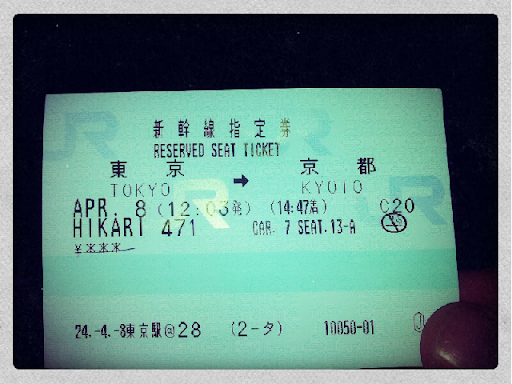 新幹線指定券
RESERVED SEAT TICKET
東京 → 京都
TOKYO KYOTO
APR. 8 (12:03発) (14:47着) C20
HIKARI 471 CAR. 7 SEAT.13-A
¥***
24.-4.-8東京駅@28 (2-タ) 10050-01